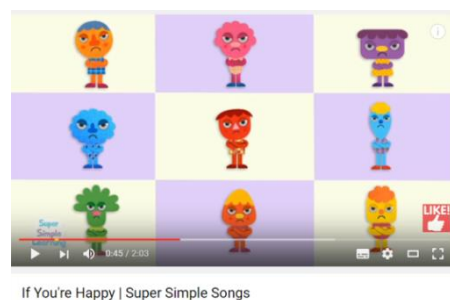 LIKE!
Super
Simple
Learning
0:45 / 2:03
If You're Happy | Super Simple Songs